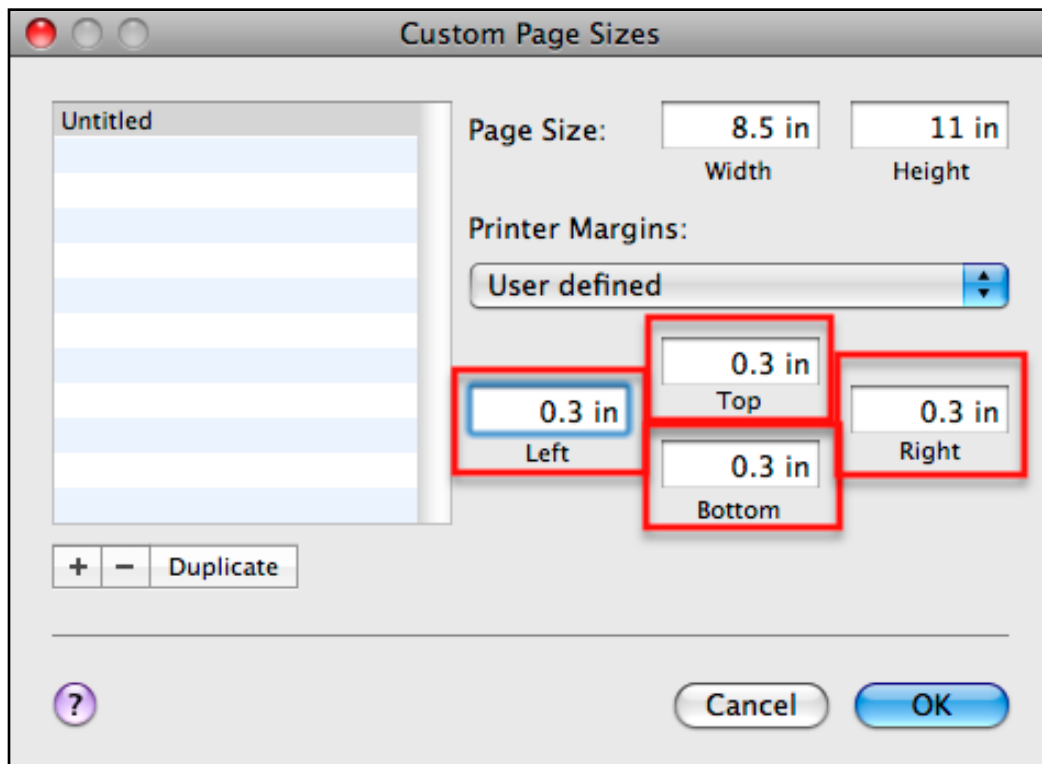 Custom Page Sizes
Untitled
Page Size:
8.5 in
11 in
Width
Height
Printer Margins:
User defined
0.3 in
Top
0.3 in
Left
0.3 in
Right
0.3 in
Bottom
+ − Duplicate
?
Cancel
OK